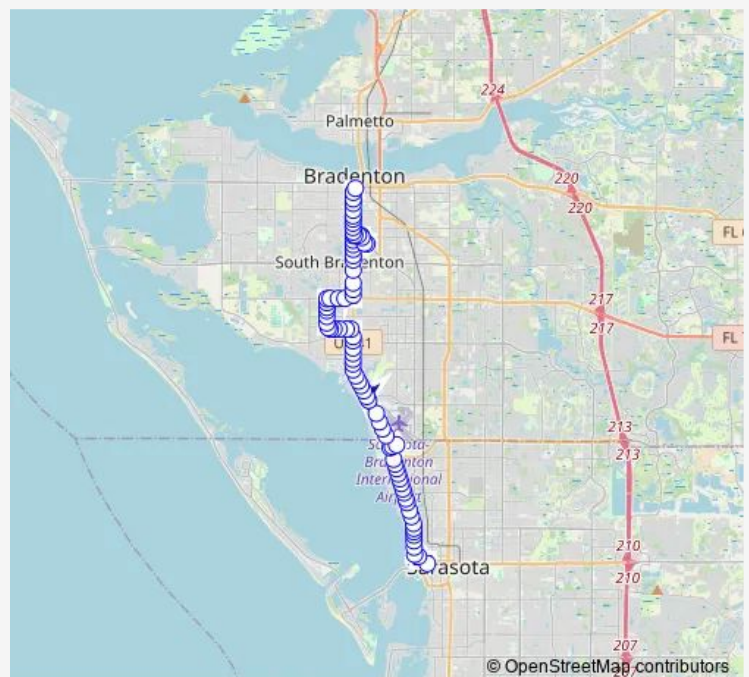 224
Palmetto
Bradenton
220
220
FL
South Bradenton
217
217
FL
U 41
213
213
Sarasota-
Bradenton
International
Airport
210
210
Sarasota
207
© OpenStreetMap contributors